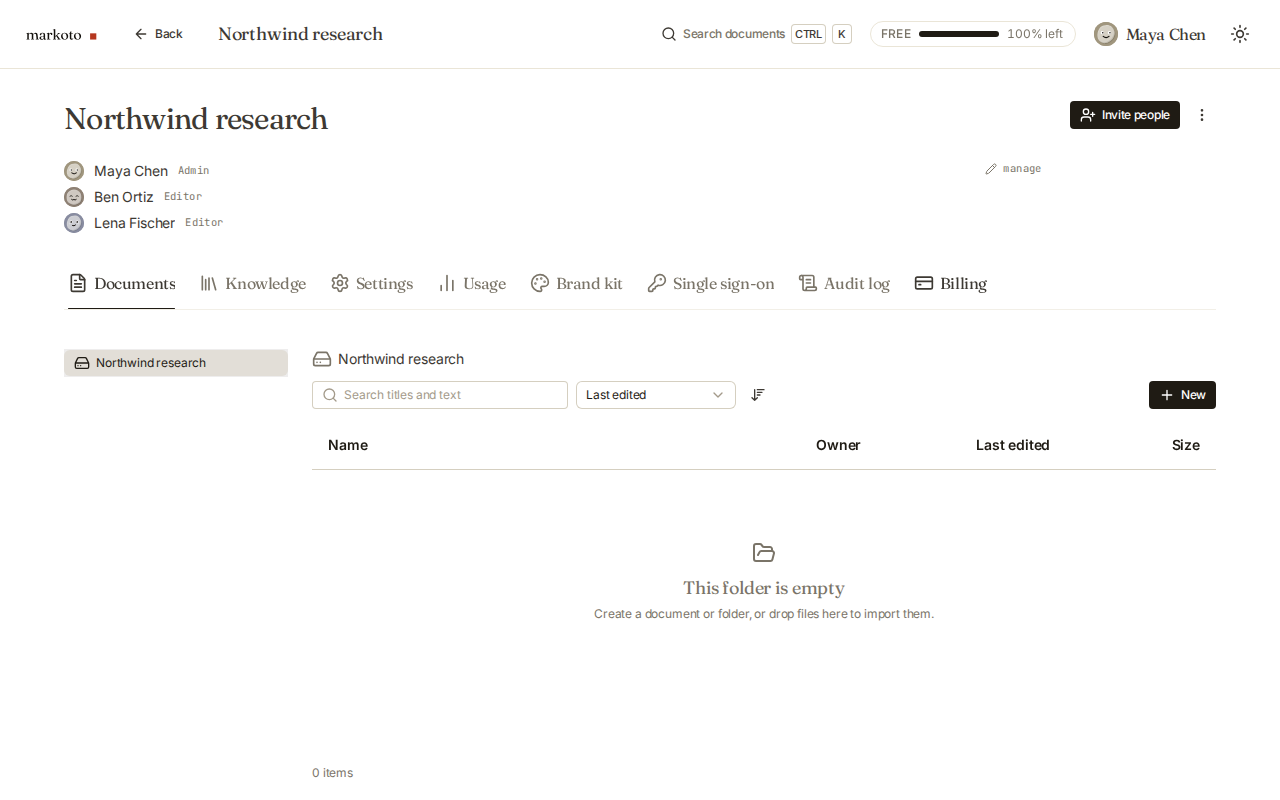 markoto
Back
Northwind research
Search documents CTRL K
FREE 100% left
Maya Chen
Northwind research
Invite people
Maya Chen Admin
manage
Ben Ortiz Editor
Lena Fischer Editor
Documents Knowledge Settings Usage Brand kit Single sign-on Audit log Billing
Northwind research
Northwind research
Search titles and text
Last edited
New
Name Owner Last edited Size
This folder is empty
Create a document or folder, or drop files here to import them.
0 items